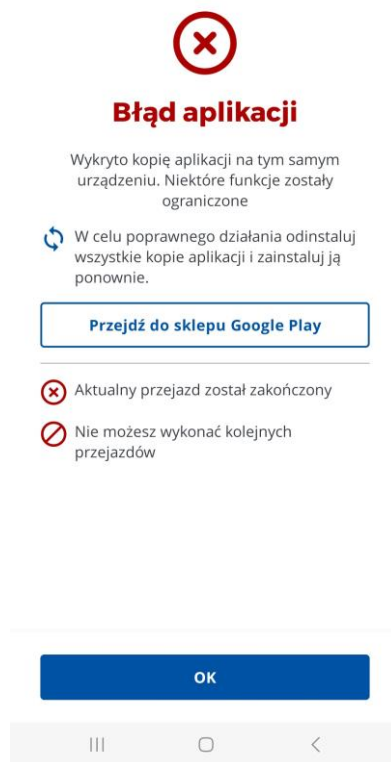 Błąd aplikacji
Wykryto kopię aplikacji na tym samym
urządzeniu. Niektóre funkcje zostały
ograniczone
W celu poprawnego działania odinstaluj
wszystkie kopie aplikacji i zainstaluj ją
ponownie.
Przejdź do sklepu Google Play
Aktualny przejazd został zakończony
Nie możesz wykonać kolejnych
przejazdów
OK